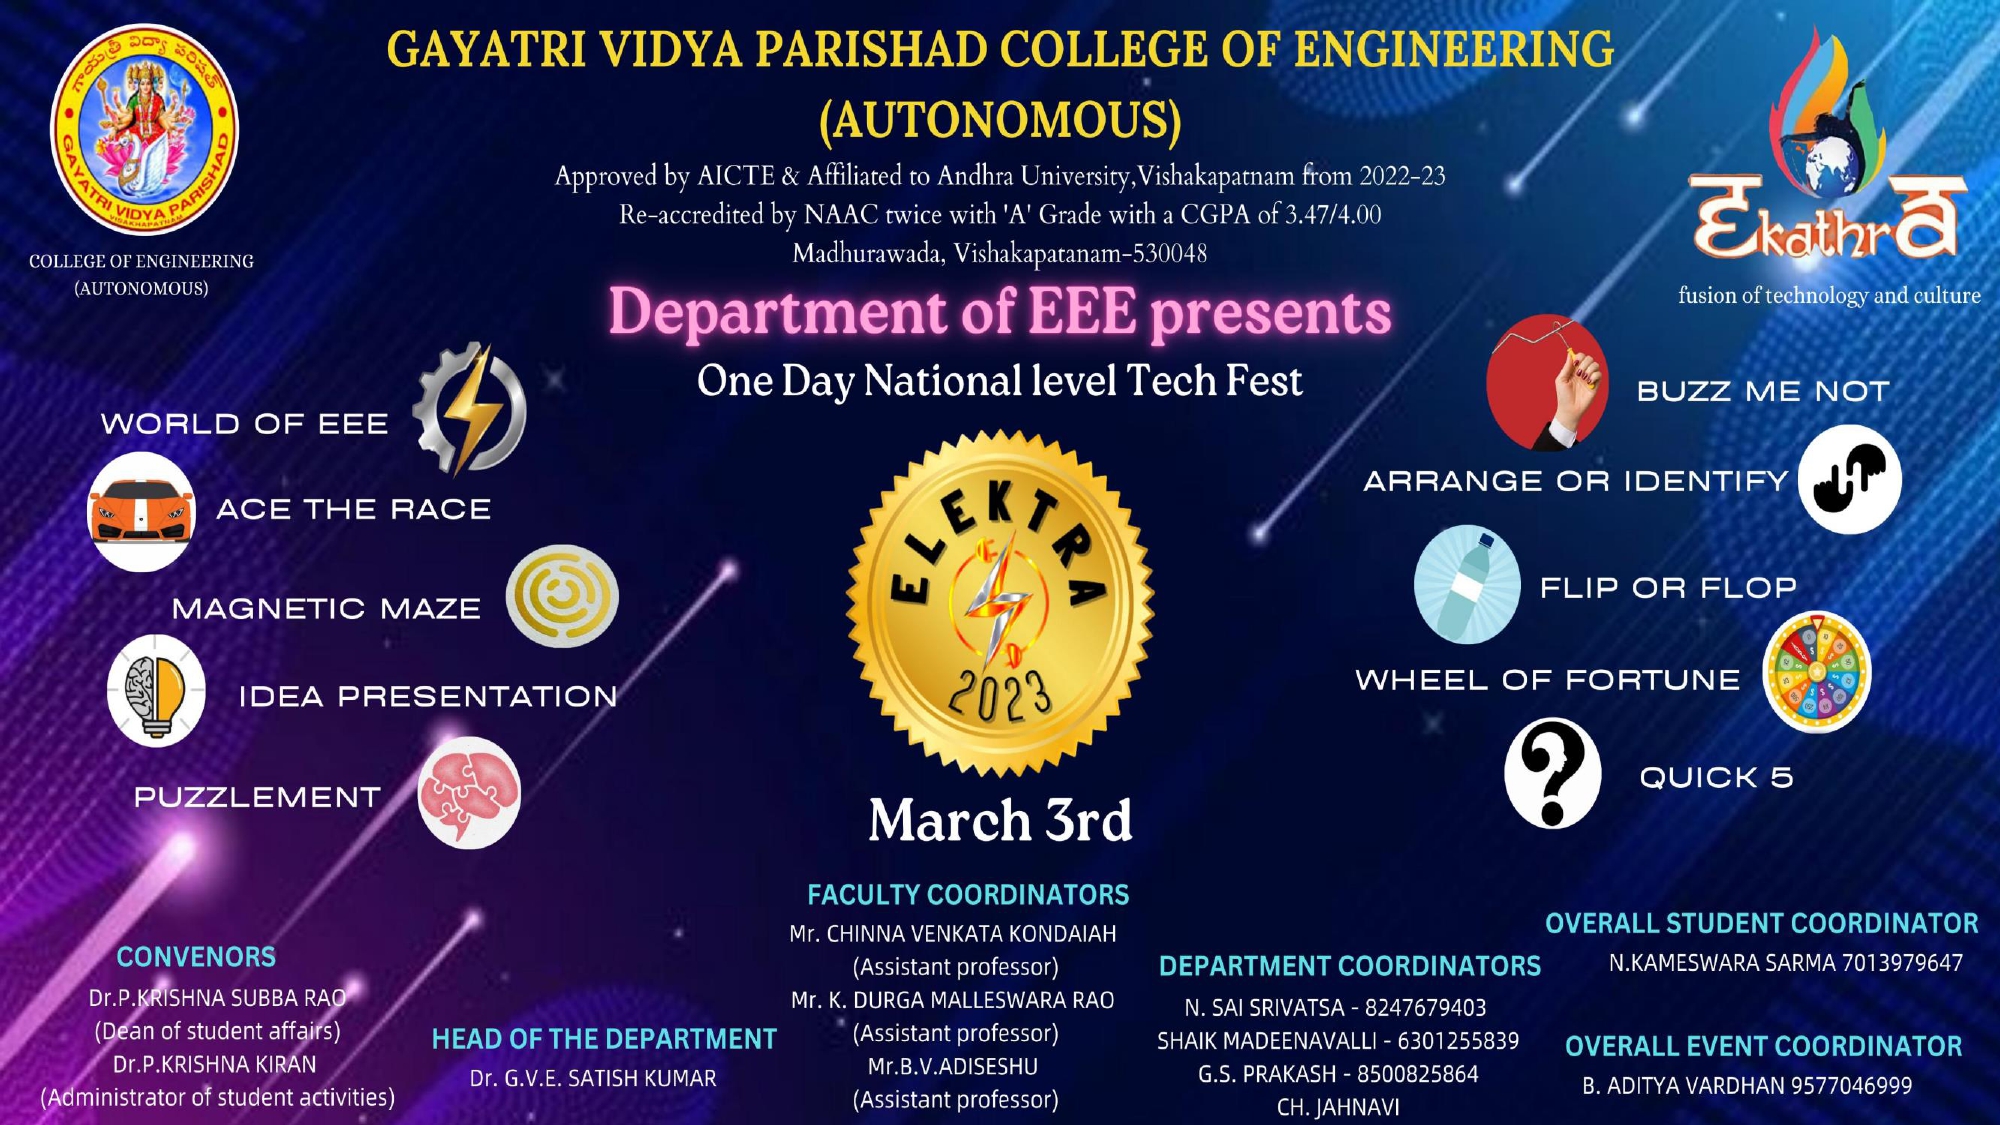 GAYATRI VIDYA PARISHAD COLLEGE OF ENGINEERING
(AUTONOMOUS)
Approved by AICTE & Affiliated to Andhra University,Vishakapatnam from 2022-23
Re-accredited by NAAC twice with 'A' Grade with a CGPA of 3.47/4.00
Madhurawada, Vishakapatanam-530048
గాయత్రీ విద్యా పరిషత్
GAYATRI VIDYA PARISHAD
VISAKHAPATNAM
COLLEGE OF ENGINEERING
(AUTONOMOUS)
Ekathra
fusion of technology and culture
Department of EEE presents
One Day National level Tech Fest
WORLD OF EEE
ACE THE RACE
MAGNETIC MAZE
IDEA PRESENTATION
PUZZLEMENT
ELEKTRA
2023
March 3rd
BUZZ ME NOT
ARRANGE OR IDENTIFY
FLIP OR FLOP
WHEEL OF FORTUNE
QUICK 5
CONVENORS
Dr.P.KRISHNA SUBBA RAO
(Dean of student affairs)
Dr.P.KRISHNA KIRAN
(Administrator of student activities)
HEAD OF THE DEPARTMENT
Dr. G.V.E. SATISH KUMAR
FACULTY COORDINATORS
Mr. CHINNA VENKATA KONDAIAH
(Assistant professor)
Mr. K. DURGA MALLESWARA RAO
(Assistant professor)
Mr.B.V.ADISESHU
(Assistant professor)
DEPARTMENT COORDINATORS
N. SAI SRIVATSA - 8247679403
SHAIK MADEENAVALLI - 6301255839
G.S. PRAKASH - 8500825864
CH. JAHNAVI
OVERALL STUDENT COORDINATOR
N.KAMESWARA SARMA 7013979647
OVERALL EVENT COORDINATOR
B. ADITYA VARDHAN 9577046999